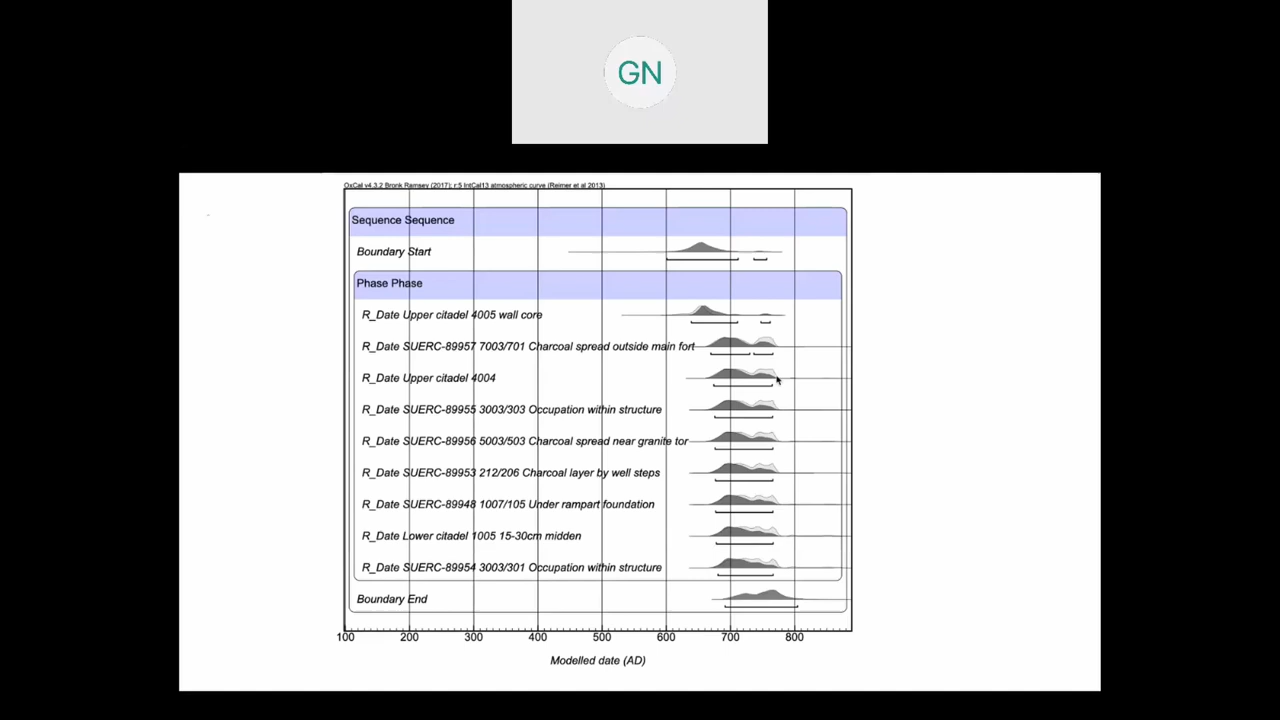 GN
OxCal v4.3.2 Bronk Ramsey (2017); r:5 IntCal13 atmospheric curve (Reimer et al 2013)
Sequence Sequence
Boundary Start
Phase Phase
R_Date Upper citadel 4005 wall core
R_Date SUERC-89957 7003/701 Charcoal spread outside main fort
R_Date Upper citadel 4004
R_Date SUERC-89955 3003/303 Occupation within structure
R_Date SUERC-89956 5003/503 Charcoal spread near granite tor
R_Date SUERC-89953 212/206 Charcoal layer by well steps
R_Date SUERC-89948 1007/105 Under rampart foundation
R_Date Lower citadel 1005 15-30cm midden
R_Date SUERC-89954 3003/301 Occupation within structure
Boundary End
100 200 300 400 500 600 700 800
Modelled date (AD)